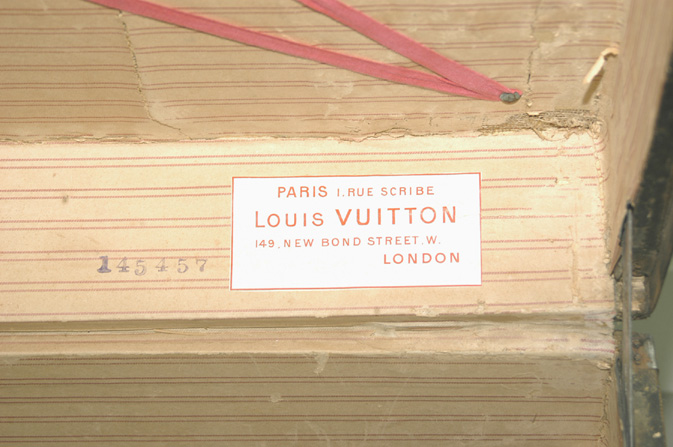 PARIS 1. RUE SCRIBE
LOUIS VUITTON
149, NEW BOND STREET. W.
LONDON
145457